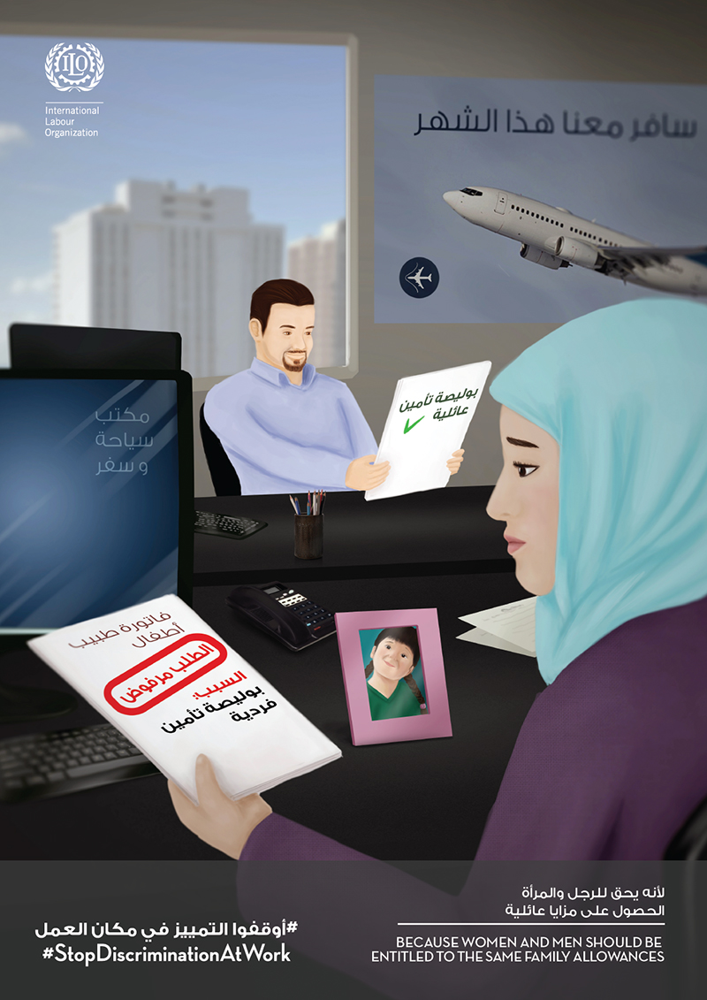 ILO
International
Labour
Organization
سافر معنا هذا الشهر
بوليصة تأمين
عائلية
مكتب
سياحة
و سفر
فاتورة طبيب
أطفال
الطلب مرفوض
السبب:
بوليصة تأمين
فردية
لأنه يحق للرجل والمرأة
الحصول على مزايا عائلية
BECAUSE WOMEN AND MEN SHOULD BE
ENTITLED TO THE SAME FAMILY ALLOWANCES
#أوقفوا التمييز في مكان العمل
#StopDiscriminationAtWork